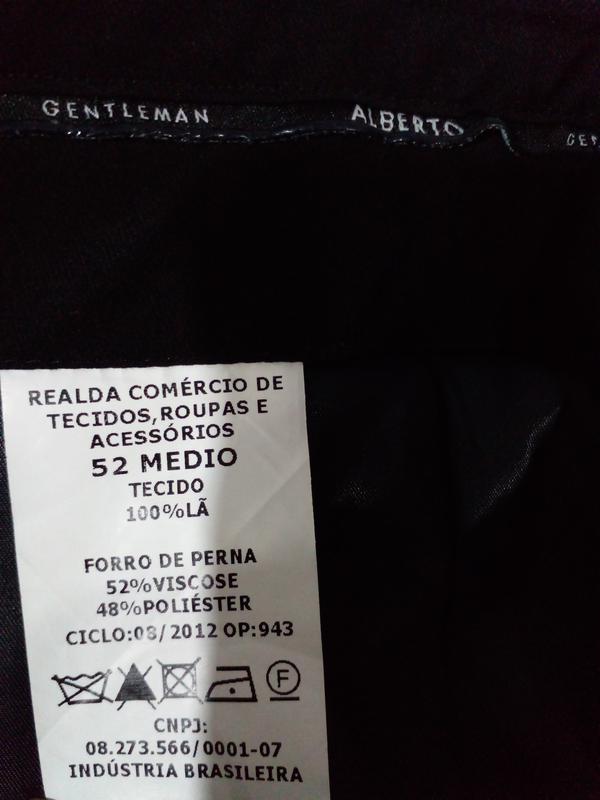 GENTLEMAN ALBERTO GE
REALDA COMÉRCIO DE
TECIDOS,ROUPAS E
ACESSÓRIOS
52 MEDIO
TECIDO
100%LÃ
FORRO DE PERNA
52%VISCOSE
48%POLIÉSTER
CICLO:08/2012 OP:943
F
CNPJ:
08.273.566/0001-07
INDÚSTRIA BRASILEIRA